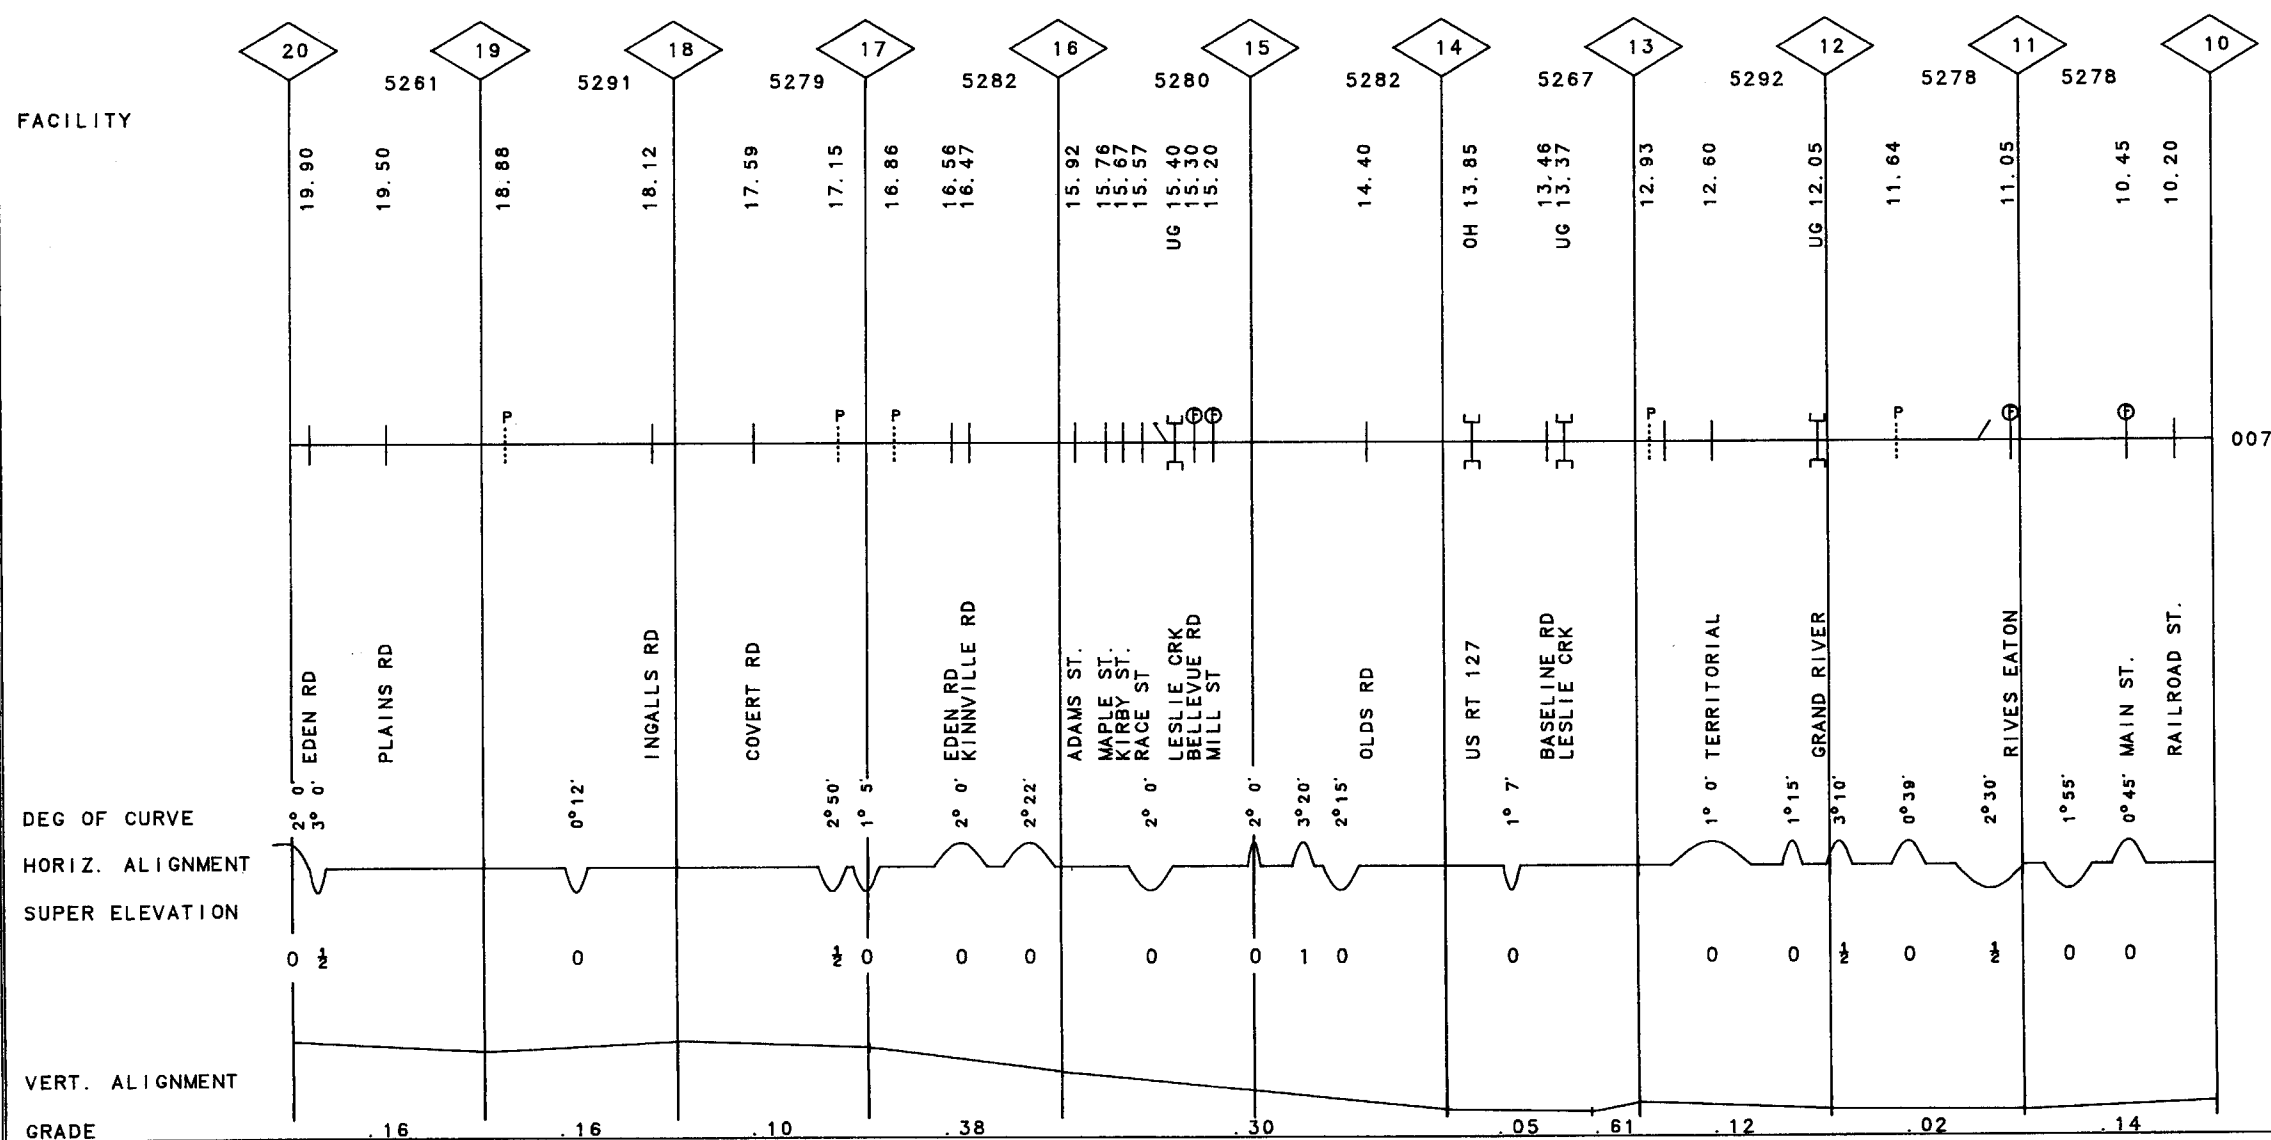 20 19 18 17 16 15 14 13 12 11 10
5261 5291 5279 5282 5280 5282 5267 5292 5278 5278
FACILITY
19.90
19.50
18.88
18.12
17.59
17.15
16.86
16.56
16.47
15.92
15.76
15.67
15.57
UG 15.40
15.30
15.20
14.40
OH 13.85
13.46
UG 13.37
12.93
12.60
UG 12.05
11.64
11.05
10.45
10.20
P P P F F P P F F
007
EDEN RD
PLAINS RD
INGALLS RD
COVERT RD
EDEN RD
KINNVILLE RD
ADAMS ST.
MAPLE ST.
KIRBY ST.
RACE ST
LESLIE CRK
BELLEVUE RD
MILL ST
OLDS RD
US RT 127
BASELINE RD
LESLIE CRK
TERRITORIAL
GRAND RIVER
RIVES EATON
MAIN ST.
RAILROAD ST.
DEG OF CURVE
2° 0'
3° 0'
0°12'
2°50'
1° 5'
2° 0'
2°22'
2° 0'
2° 0'
3°20'
2°15'
1° 7'
1° 0'
1°15'
3°10'
0°39'
2°30'
1°55'
0°45'
HORIZ. ALIGNMENT
SUPER ELEVATION
0 ½ 0 ½ 0 0 0 0 0 1 0 0 0 0 ½ 0 ½ 0 0
VERT. ALIGNMENT
GRADE .16 .16 .10 .38 .30 .05 .61 .12 .02 .14